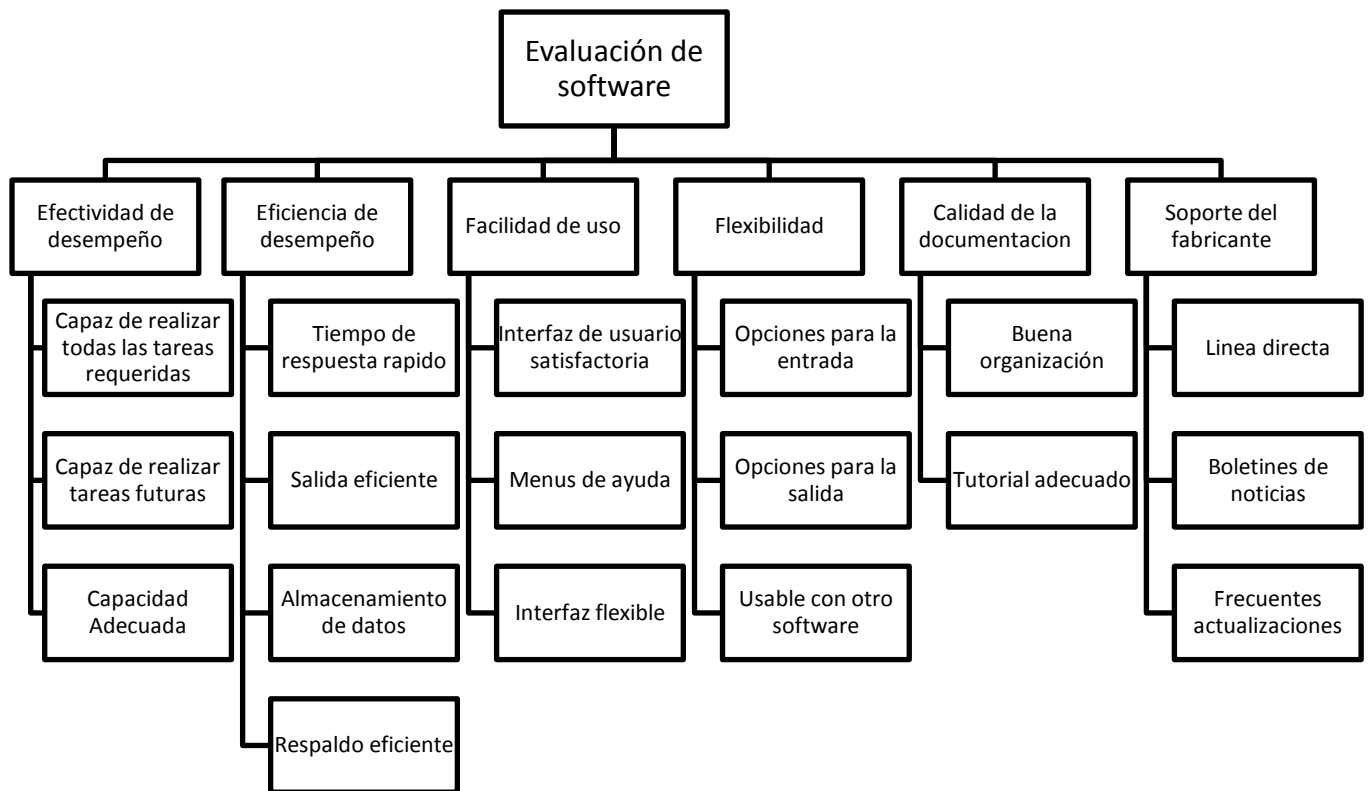 Evaluación de
software
Efectividad de
desempeño
Eficiencia de
desempeño
Facilidad de uso
Flexibilidad
Calidad de la
documentacion
Soporte del
fabricante
Capaz de realizar
todas las tareas
requeridas
Tiempo de
respuesta rapido
Interfaz de usuario
satisfactoria
Opciones para la
entrada
Buena
organización
Linea directa
Capaz de realizar
tareas futuras
Salida eficiente
Menus de ayuda
Opciones para la
salida
Tutorial adecuado
Boletines de
noticias
Capacidad
Adecuada
Almacenamiento
de datos
Interfaz flexible
Usable con otro
software
Frecuentes
actualizaciones
Respaldo eficiente